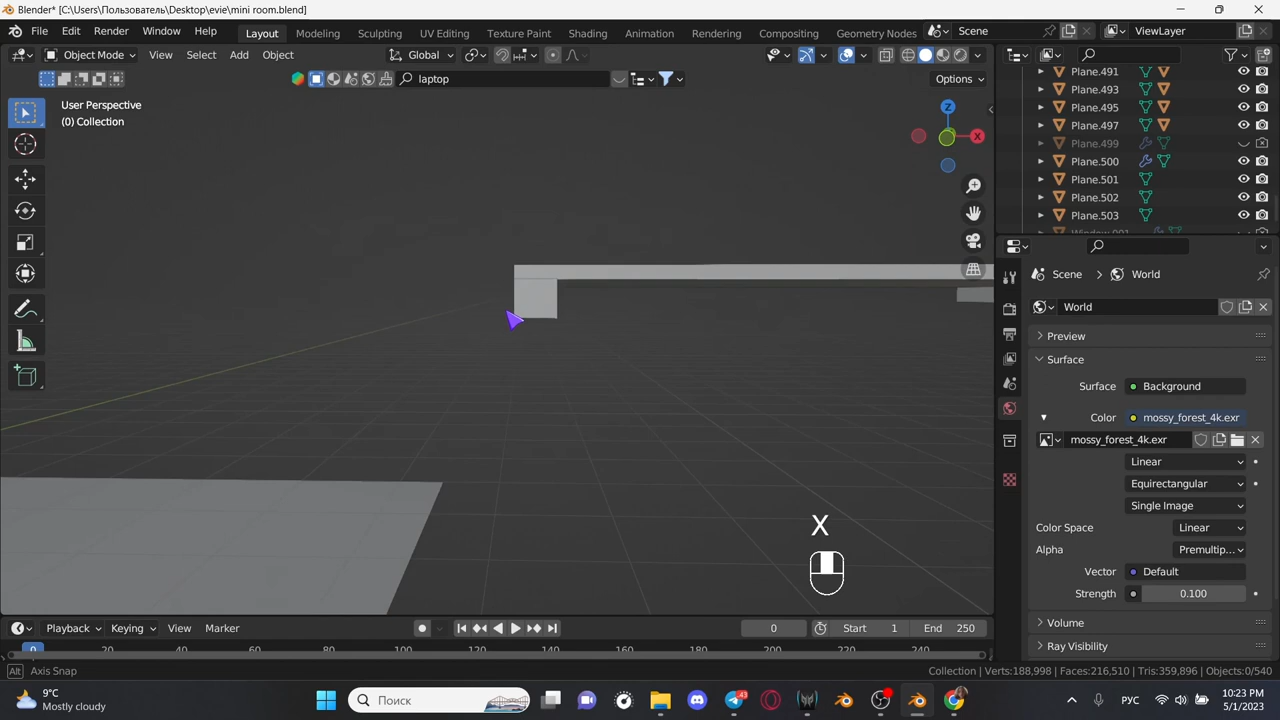 Blender* [C:\Users\Пользователь\Desktop\evie\mini room.blend]
File Edit Render Window Help Layout Modeling Sculpting UV Editing Texture Paint Shading Animation Rendering Compositing Geometry Nodes Scene ViewLayer
Object Mode View Select Add Object Global
laptop Options
User Perspective
(0) Collection
Z
X
Plane.491
Plane.493
Plane.495
Plane.497
Plane.499
Plane.500
Plane.501
Plane.502
Plane.503
Window.001
Scene > World
World
Preview
Surface
Surface Background
Color mossy_forest_4k.exr
mossy_forest_4k.exr
Linear
Equirectangular
Single Image
Color Space Linear
Alpha Premultip...
Vector Default
Strength 0.100
Volume
Ray Visibility
X
Playback Keying View Marker 0 Start 1 End 250
0 20 40 60 80 100 120 140 160 180 200 220 240
Alt Axis Snap Collection | Verts:188,998 | Faces:216,510 | Tris:359,896 | Objects:0/540
9°C
Mostly cloudy
Поиск
43
РУС
10:23 PM
5/1/2023